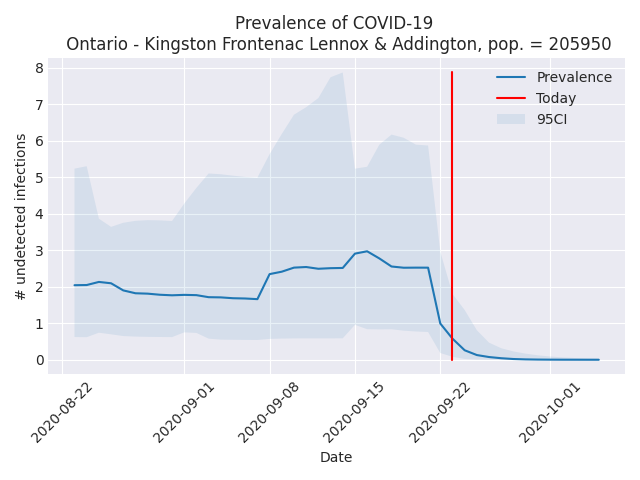 Prevalence of COVID-19
Ontario - Kingston Frontenac Lennox & Addington, pop. = 205950
8
7
6
5
4
3
2
1
0
# undetected infections
Prevalence
Today
95CI
2020-08-22
2020-09-01
2020-09-08
2020-09-15
2020-09-22
2020-10-01
Date